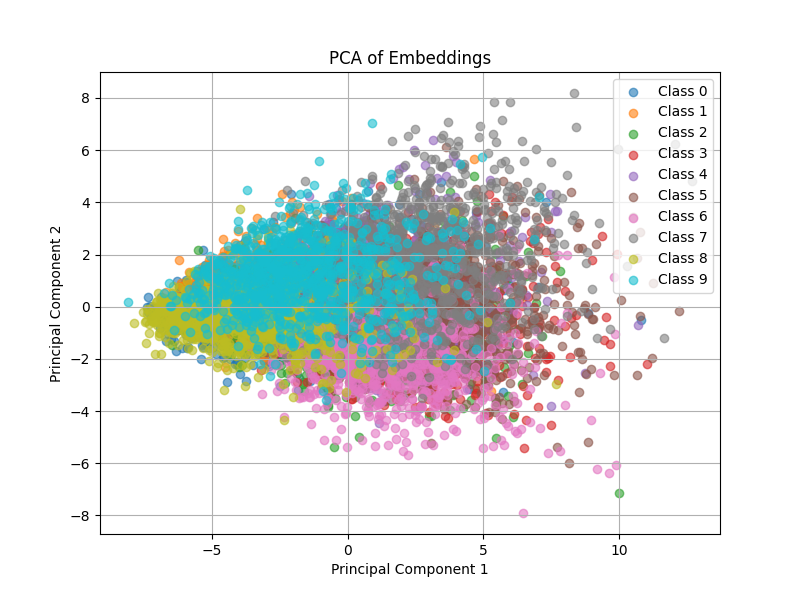 PCA of Embeddings
Class 0
Class 1
Class 2
Class 3
Class 4
Class 5
Class 6
Class 7
Class 8
Class 9
8
6
4
2
0
−2
−4
−6
−8
Principal Component 2
−5
0
5
10
Principal Component 1